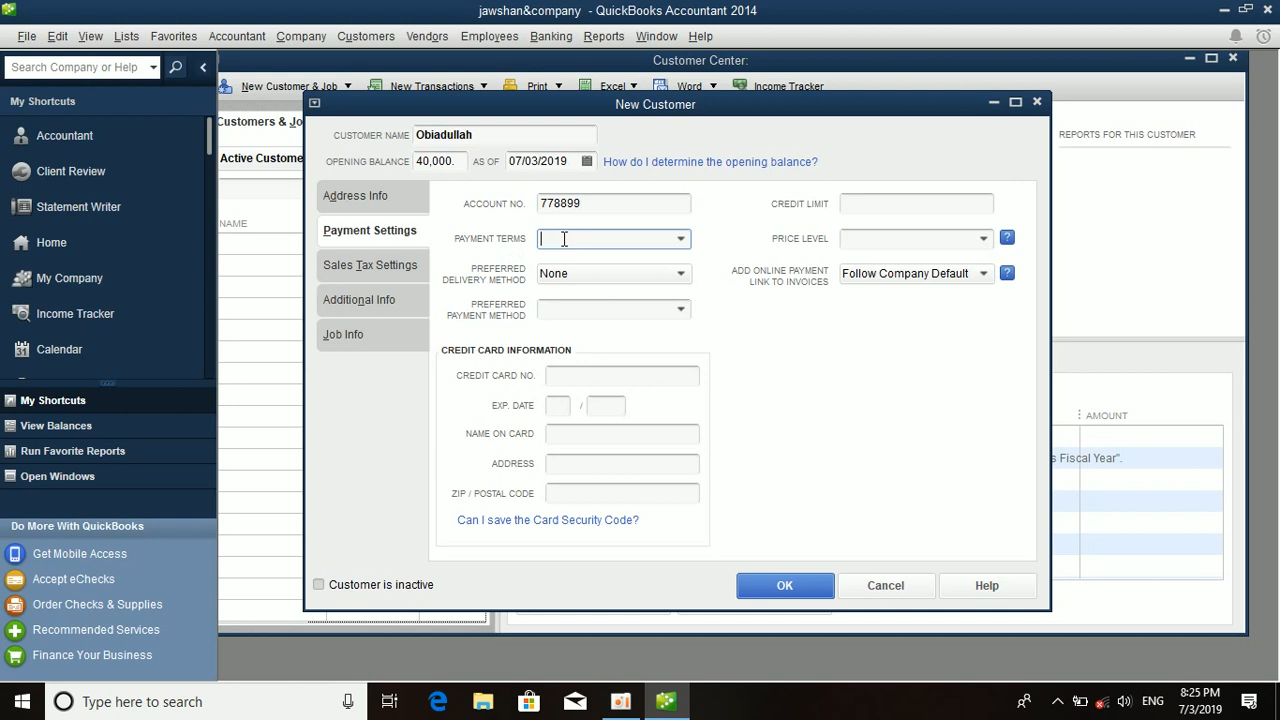 jawshan&company - QuickBooks Accountant 2014
File Edit View Lists Favorites Accountant Company Customers Vendors Employees Banking Reports Window Help
Search Company or Help
My Shortcuts
Accountant
Client Review
Statement Writer
Home
My Company
Income Tracker
Calendar
My Shortcuts
View Balances
Run Favorite Reports
Open Windows
Do More With QuickBooks
Get Mobile Access
Accept eChecks
Order Checks & Supplies
Recommended Services
Finance Your Business
Customer Center:
New Customer & Job New Transactions Print Excel Word Income Tracker
Customers & Jo
Active Custome
NAME
REPORTS FOR THIS CUSTOMER
AMOUNT
s Fiscal Year".
New Customer
CUSTOMER NAME Obiadullah
OPENING BALANCE 40,000. AS OF 07/03/2019 How do I determine the opening balance?
Address Info
Payment Settings
Sales Tax Settings
Additional Info
Job Info
ACCOUNT NO. 778899
PAYMENT TERMS
PREFERRED
DELIVERY METHOD None
PREFERRED
PAYMENT METHOD
CREDIT LIMIT
PRICE LEVEL ?
ADD ONLINE PAYMENT
LINK TO INVOICES Follow Company Default ?
CREDIT CARD INFORMATION
CREDIT CARD NO.
EXP. DATE /
NAME ON CARD
ADDRESS
ZIP / POSTAL CODE
Can I save the Card Security Code?
Customer is inactive
OK Cancel Help
Type here to search
ENG
8:25 PM
7/3/2019